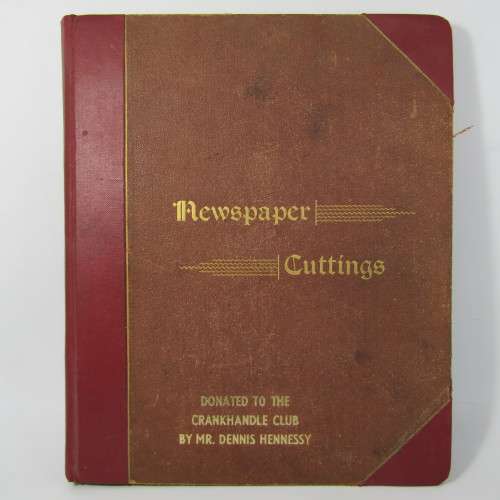 Newspaper
Cuttings
DONATED TO THE
CRANKHANDLE CLUB
BY MR. DENNIS HENNESSY